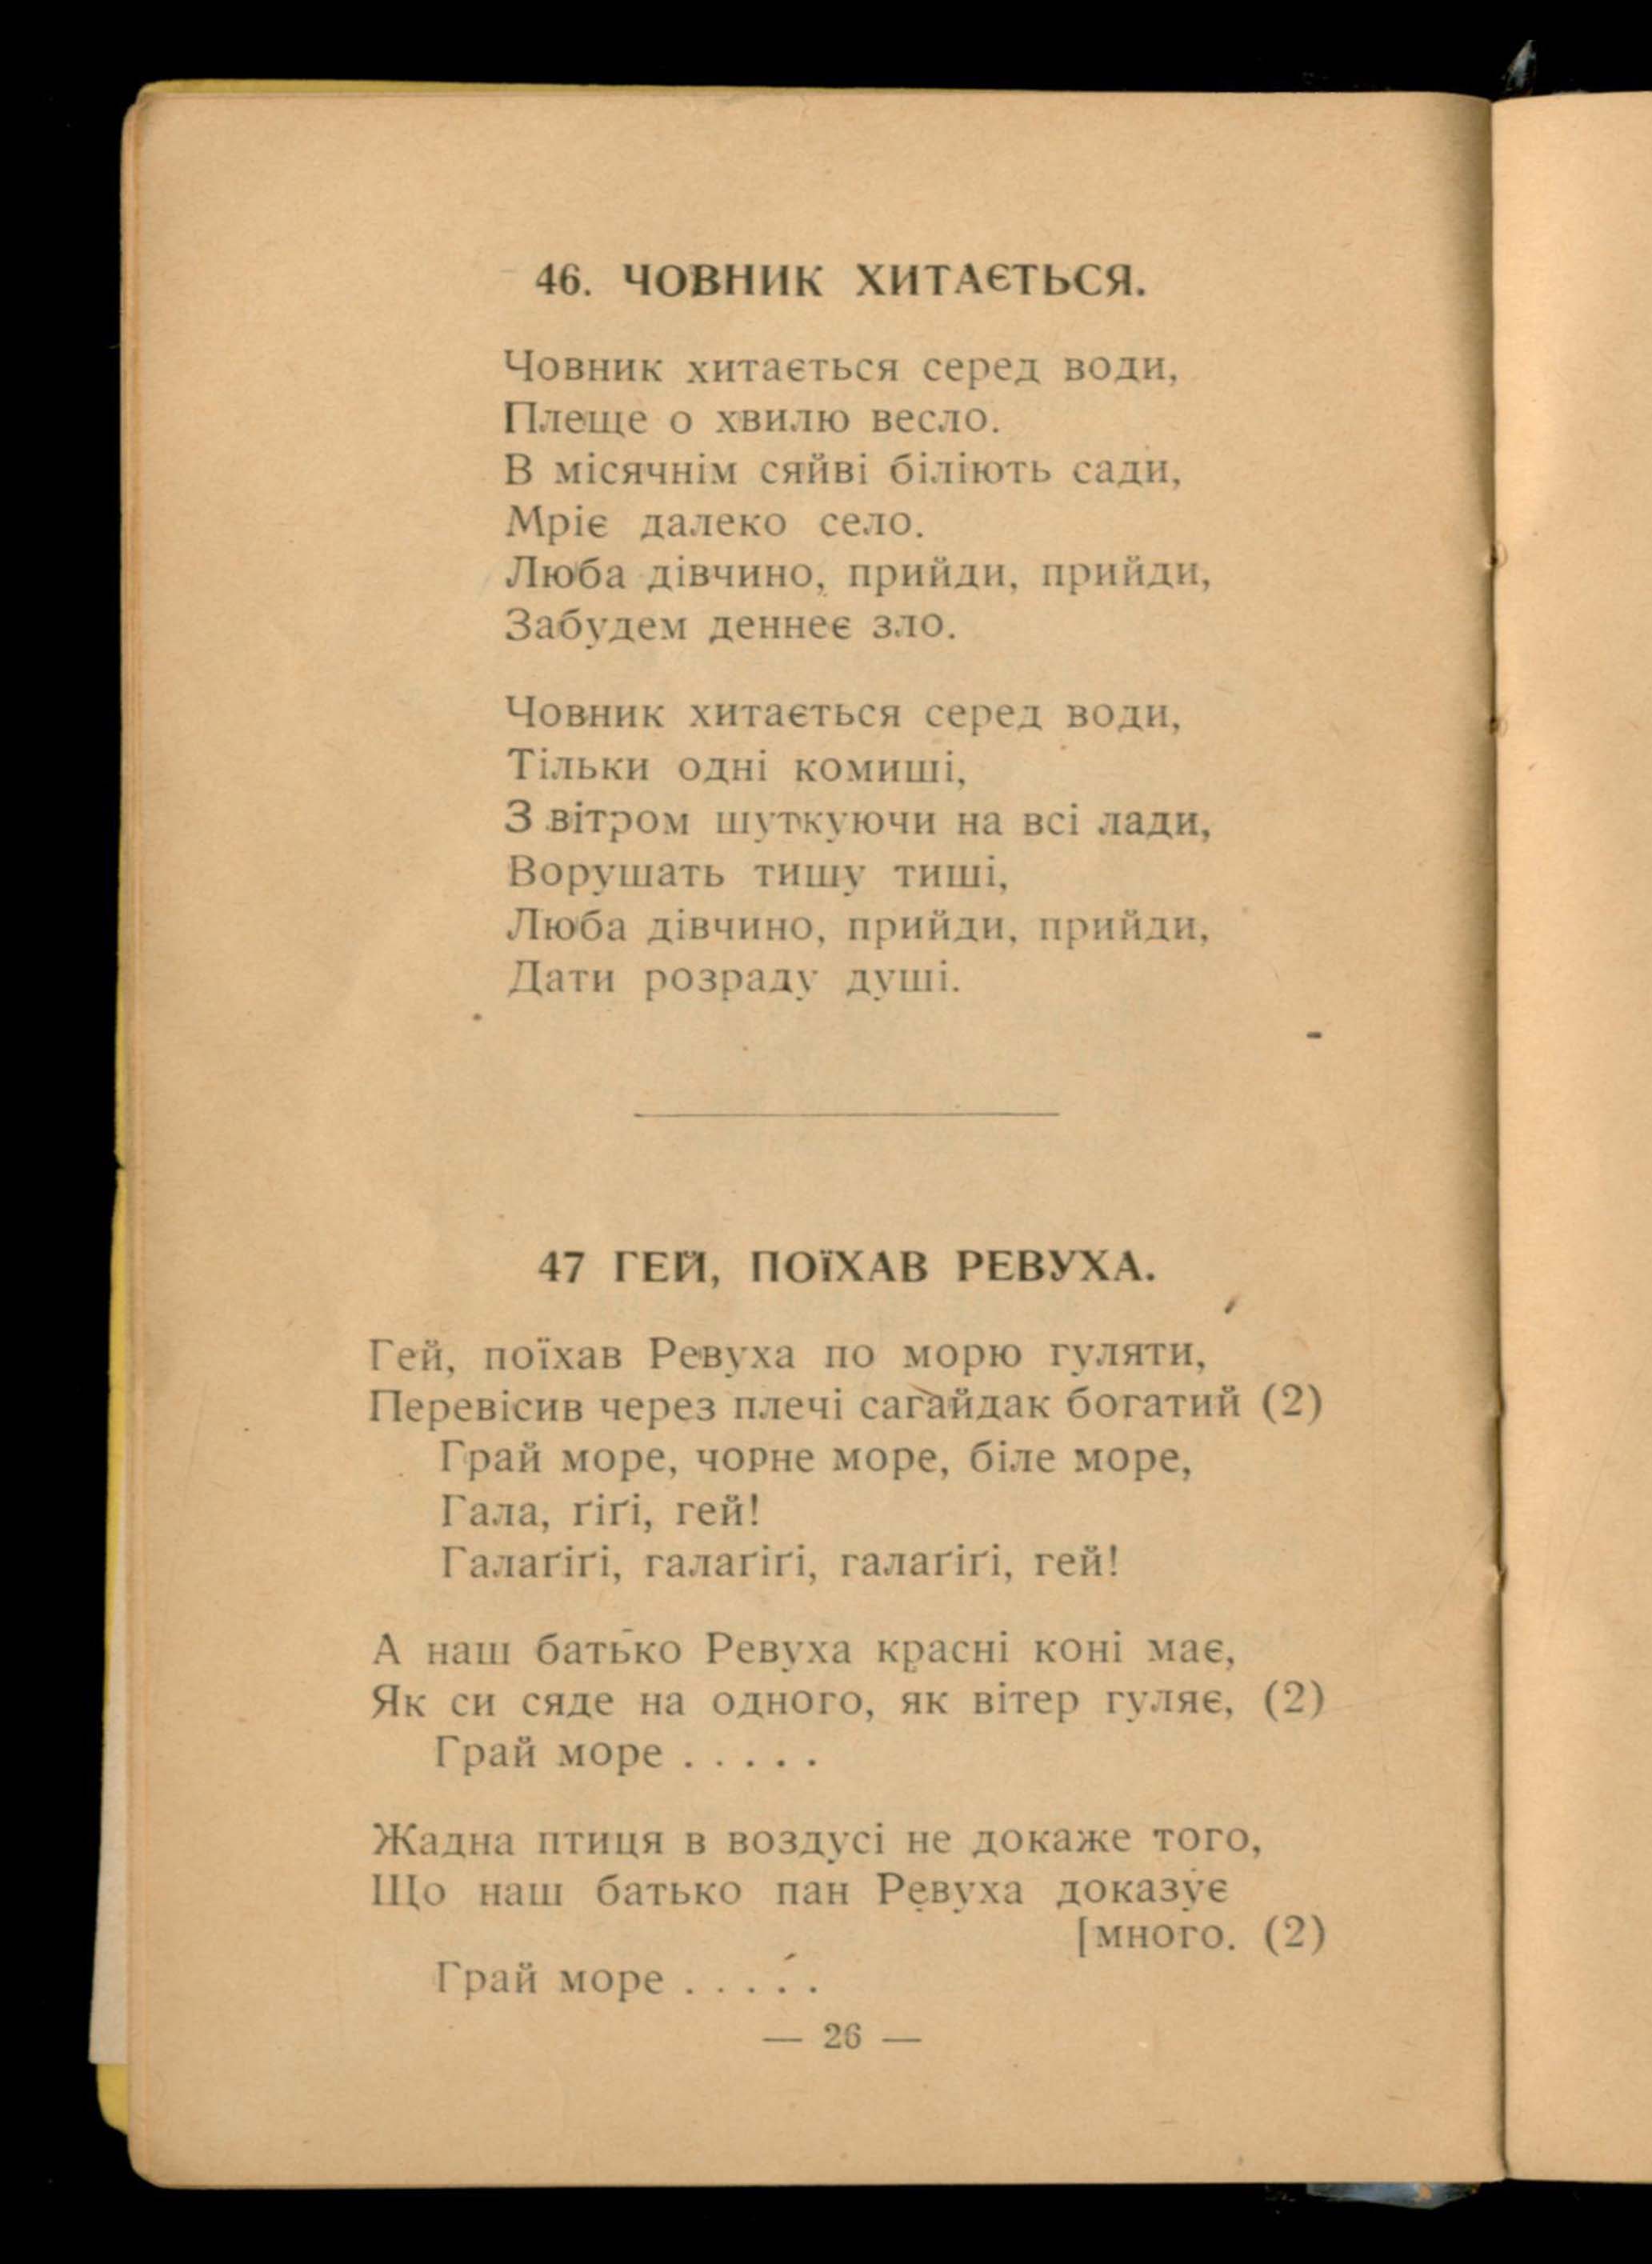 46. ЧОВНИК ХИТАЄТЬСЯ.
Човник хитається серед води,
Плеще о хвилю весло.
В місячнім сяйві біліють сади,
Мріє далеко село.
Люба дівчино, прийди, прийди,
Забудем деннеє зло.
Човник хитається серед води,
Тільки одні комиші,
З вітром шуткуючи на всі лади,
Ворушать тишу тиші,
Люба дівчино, прийди, прийди,
Дати розраду душі.
47 ГЕЙ, ПОЇХАВ РЕВУХА.
Гей, поїхав Ревуха по морю гуляти,
Перевісив через плечі сагайдак богатий (2)
Грай море, чорне море, біле море,
Гала, ґіґі, гей!
Галаґіґі, галаґіґі, галаґіґі, гей!
А наш батько Ревуха красні коні має,
Як си сяде на одного, як вітер гуляє, (2)
Грай море . . . . .
Жадна птиця в воздусі не докаже того,
Що наш батько пан Ревуха доказує
[много. (2)
Грай море . . . . .
— 26 —